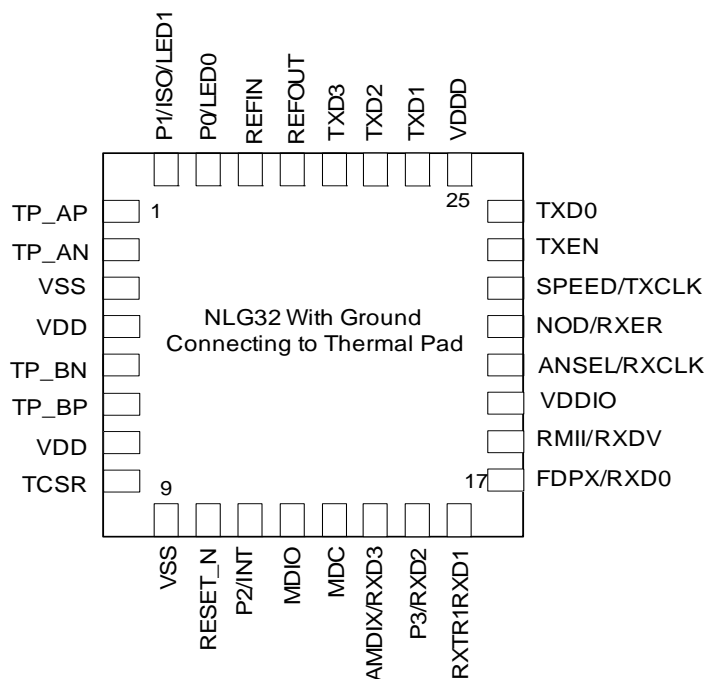 P1/ISO/LED1
P0/LED0
REFIN
REFOUT
TXD3
TXD2
TXD1
VDDD
1
25
TP_AP
TP_AN
VSS
VDD
TP_BN
TP_BP
VDD
TCSR
NLG32 With Ground
Connecting to Thermal Pad
TXD0
TXEN
SPEED/TXCLK
NOD/RXER
ANSEL/RXCLK
VDDIO
RMII/RXDV
FDPX/RXD0
9
17
VSS
RESET_N
P2/INT
MDIO
MDC
AMDIX/RXD3
P3/RXD2
RXTR1RXD1